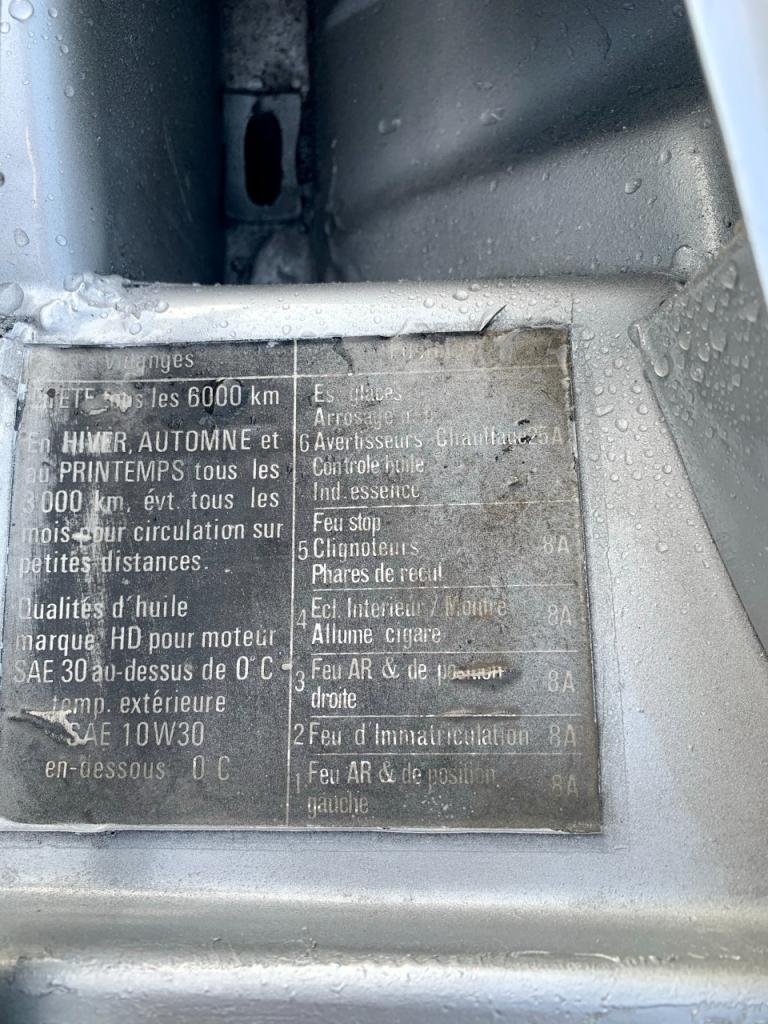 Vidanges
ETE tous les 6000 km
En HIVER, AUTOMNE et
au PRINTEMPS tous les
3000 km, évt. tous les
mois pour circulation sur
petites distances.
Qualités d'huile
marque HD pour moteur
SAE 30 au-dessus de 0°C
temp. extérieure
SAE 10W30
en-dessous 0 C
glaces
Arrosage
6 Avertisseurs-Chauffage 25A
Controle huile
Ind. essence
Feu stop
5 Clignoteurs 8A
Phares de recul
4 Ecl. Interieur / Montre 8A
Allume cigare
3 Feu AR & de position 8A
droite
2 Feu d'Immatriculation 8A
1 Feu AR & de position 8A
gauche